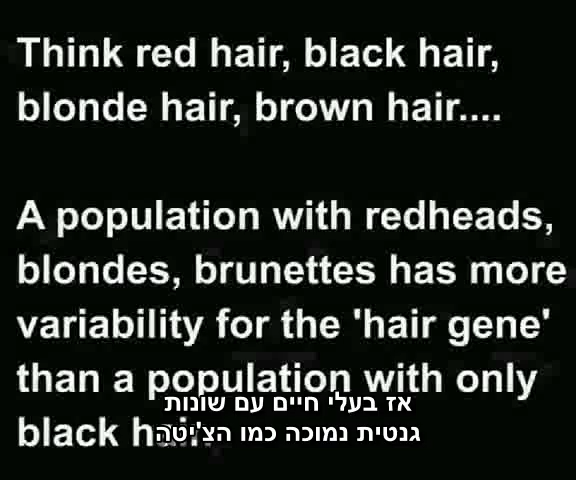 Think red hair, black hair,
blonde hair, brown hair....
A population with redheads,
blondes, brunettes has more
variability for the 'hair gene'
than a population with only
black hair.
אז בעלי חיים עם שונות
גנטית נמוכה כמו הצ'יטה